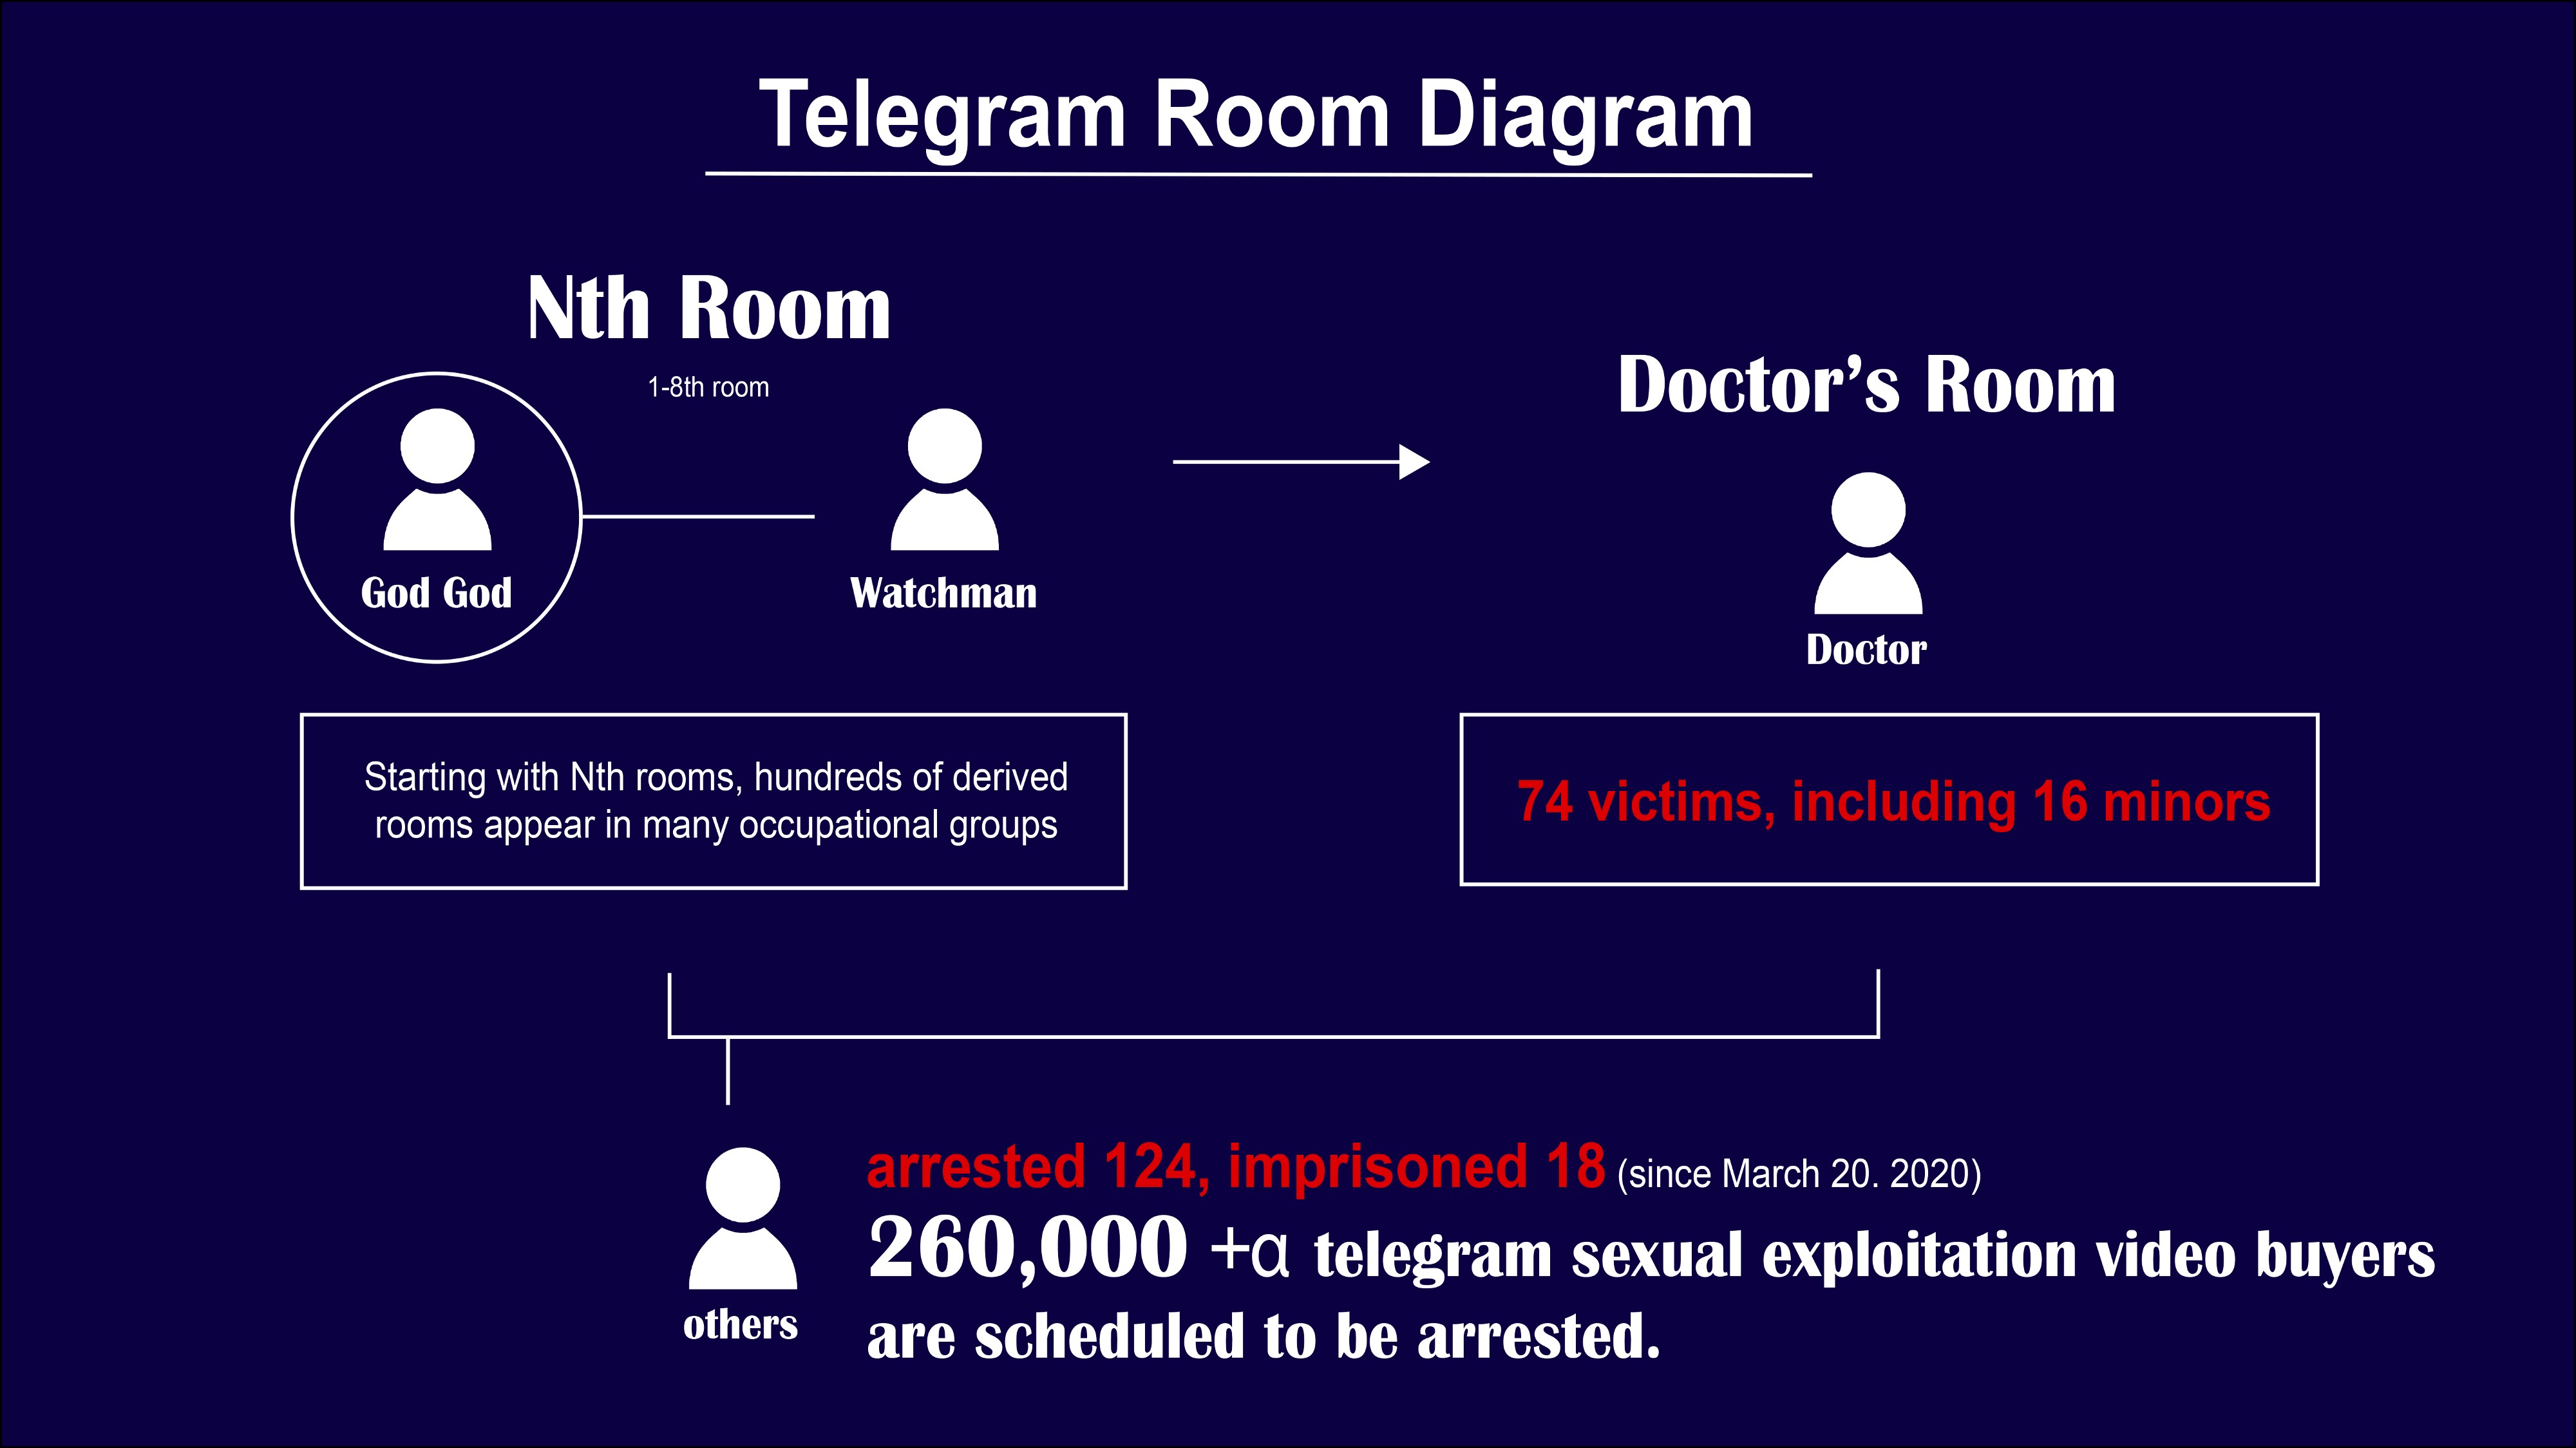 Telegram Room Diagram
Nth Room
1-8th room
God God
Watchman
Starting with Nth rooms, hundreds of derived
rooms appear in many occupational groups
Doctor’s Room
Doctor
74 victims, including 16 minors
others
arrested 124, imprisoned 18 (since March 20. 2020)
260,000 +α telegram sexual exploitation video buyers
are scheduled to be arrested.